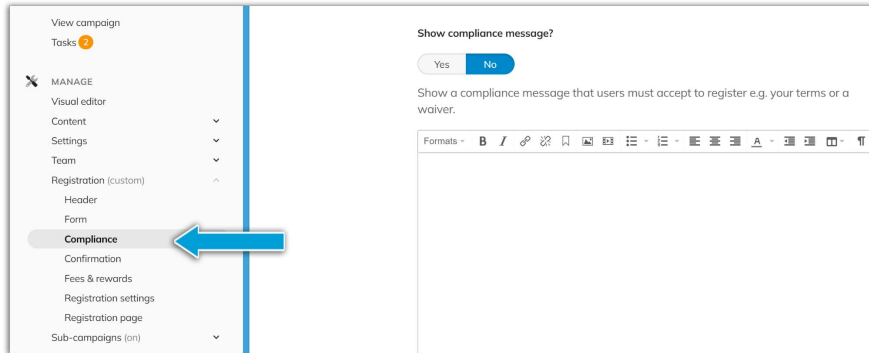 View campaign
Tasks 2
MANAGE
Visual editor
Content
Settings
Team
Registration (custom)
Header
Form
Compliance
Confirmation
Fees & rewards
Registration settings
Registration page
Sub-campaigns (on)
Show compliance message?
Yes No
Show a compliance message that users must accept to register e.g. your terms or a
waiver.
Formats B I A ¶